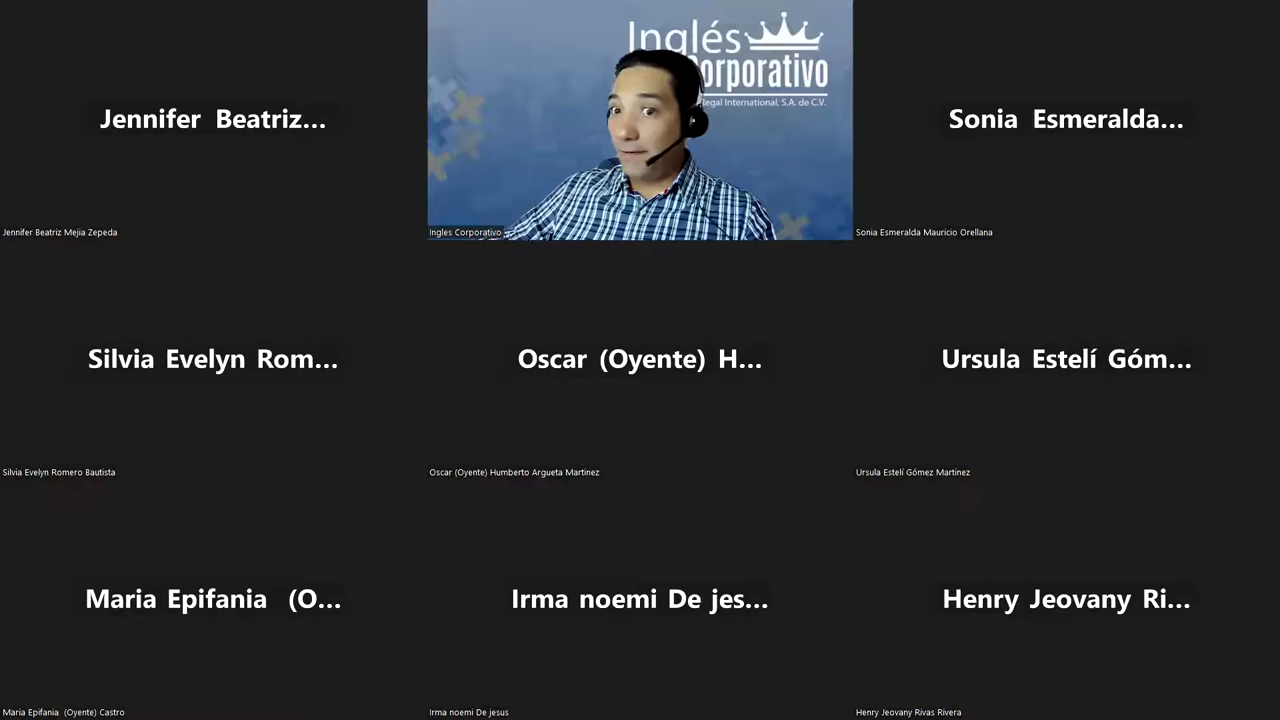 Jennifer Beatriz...
Jennifer Beatriz Mejia Zepeda
Inglés
orporativo
legal International, S.A. de C.V.
Ingles Corporativo
Sonia Esmeralda...
Sonia Esmeralda Mauricio Orellana
Silvia Evelyn Rom...
Silvia Evelyn Romero Bautista
Oscar (Oyente) H...
Oscar (Oyente) Humberto Argueta Martinez
Ursula Estelí Góm...
Ursula Estelí Gómez Martinez
Maria Epifania (O...
Maria Epifania (Oyente) Castro
Irma noemi De jes...
Irma noemi De jesus
Henry Jeovany Ri...
Henry Jeovany Rivas Rivera